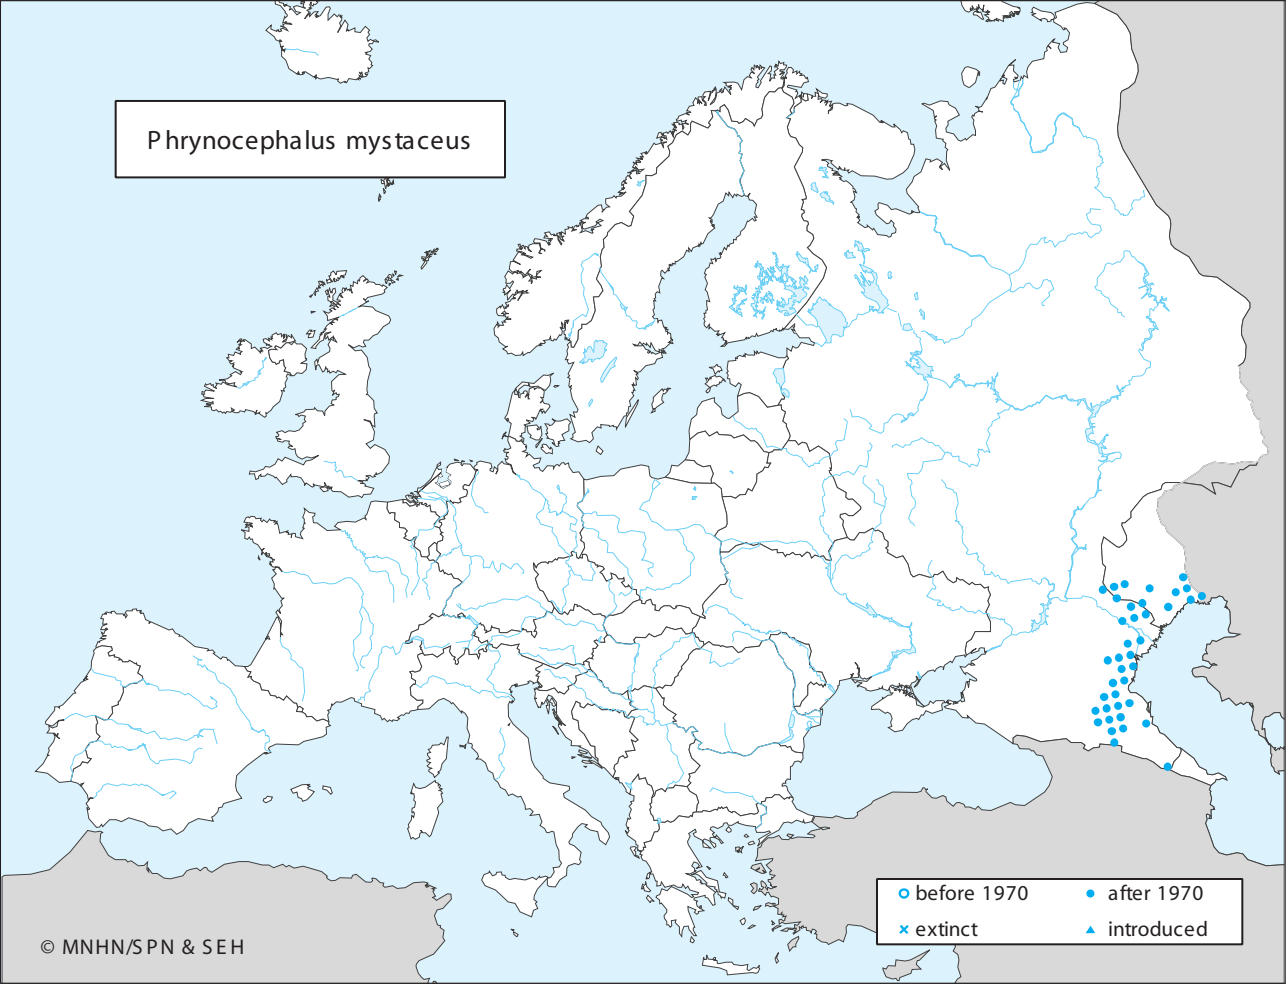 Phrynocephalus mystaceus
before 1970
after 1970
extinct
introduced
© MNHN/SPN & SEH